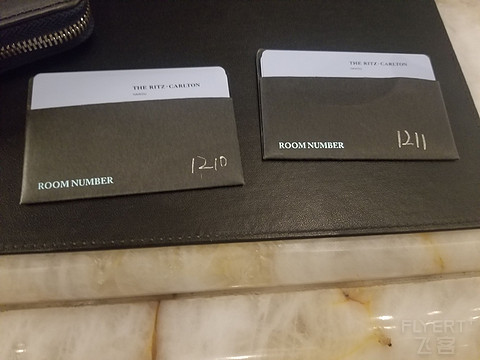 THE RITZ-CARLTON
ROOM NUMBER
1210
THE RITZ-CARLTON
ROOM NUMBER
1211
FLYERT
飞客